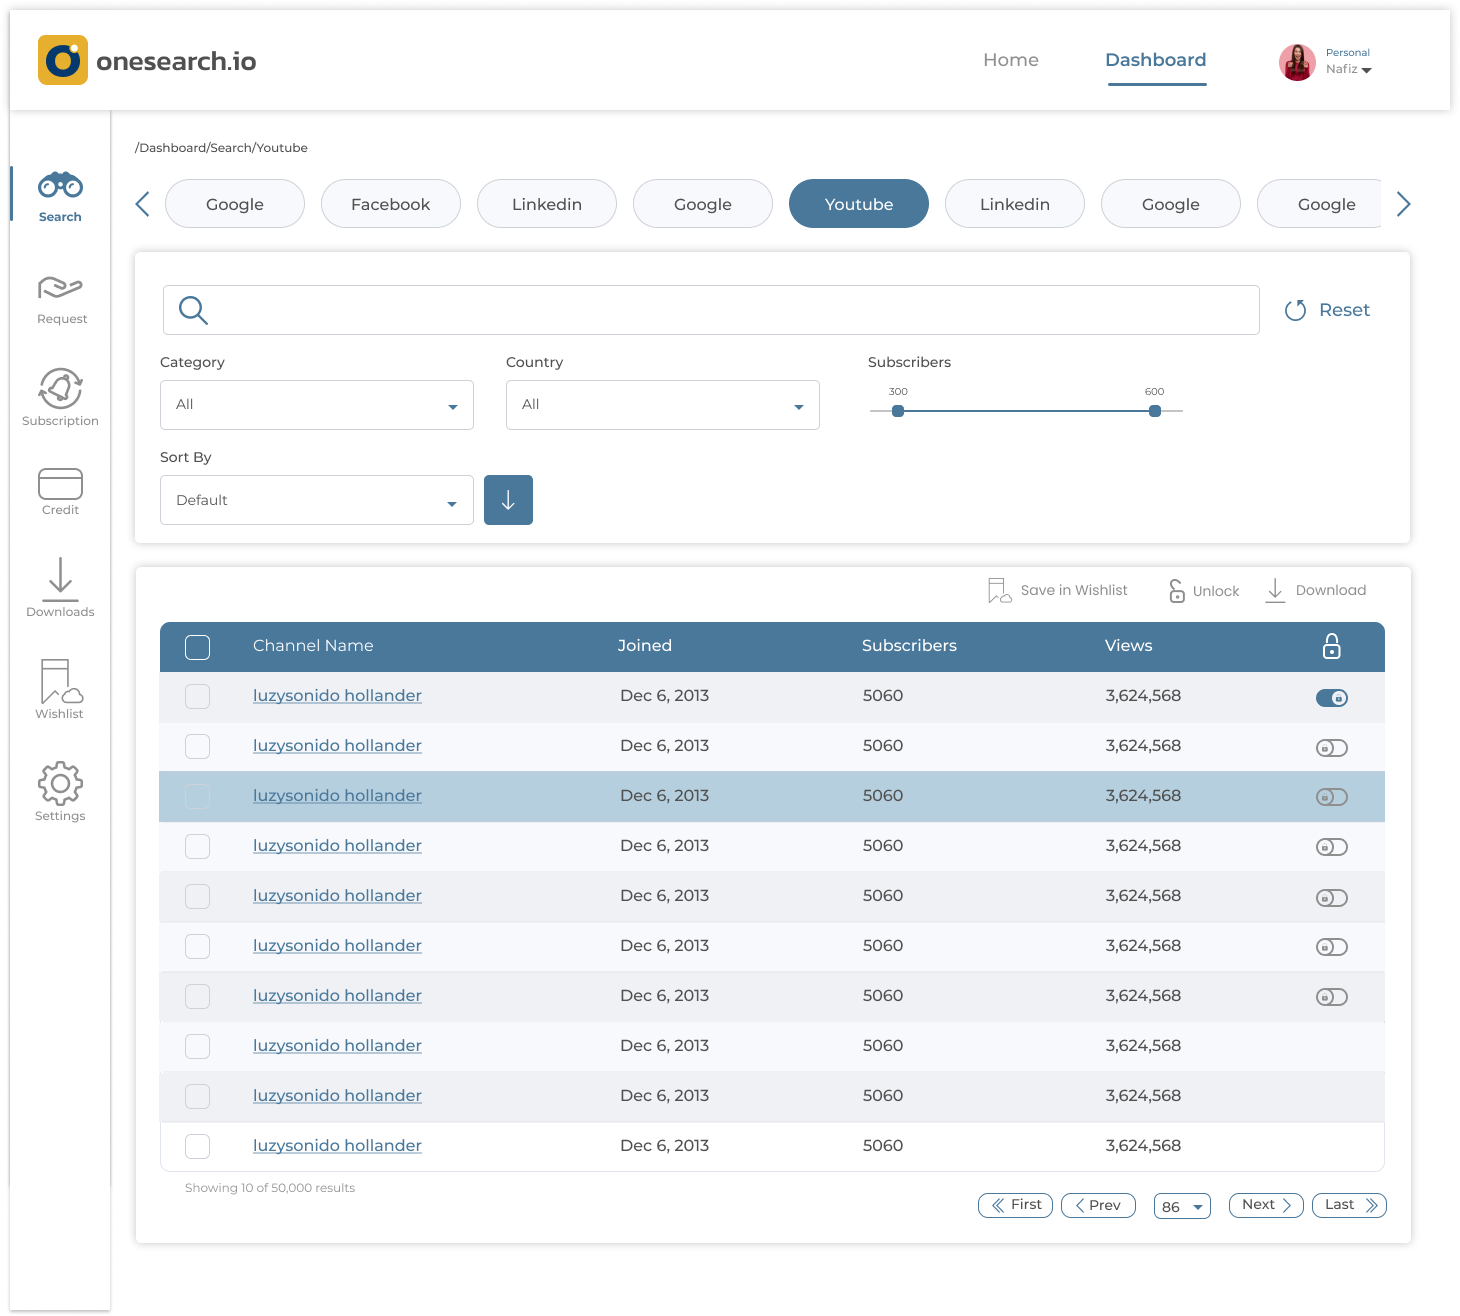 onesearch.io
Home
Dashboard
Personal
Nafiz
/Dashboard/Search/Youtube
Google
Facebook
Linkedin
Google
Youtube
Linkedin
Google
Google
Search
Request
Subscription
Credit
Downloads
Wishlist
Settings
Reset
Category
Country
Subscribers
All
All
300
600
Sort By
Default
Save in Wishlist
Unlock
Download
Channel Name Joined Subscribers Views
luzysonido hollander Dec 6, 2013 5060 3,624,568
luzysonido hollander Dec 6, 2013 5060 3,624,568
luzysonido hollander Dec 6, 2013 5060 3,624,568
luzysonido hollander Dec 6, 2013 5060 3,624,568
luzysonido hollander Dec 6, 2013 5060 3,624,568
luzysonido hollander Dec 6, 2013 5060 3,624,568
luzysonido hollander Dec 6, 2013 5060 3,624,568
luzysonido hollander Dec 6, 2013 5060 3,624,568
luzysonido hollander Dec 6, 2013 5060 3,624,568
luzysonido hollander Dec 6, 2013 5060 3,624,568
Showing 10 of 50,000 results
First
Prev
86
Next
Last